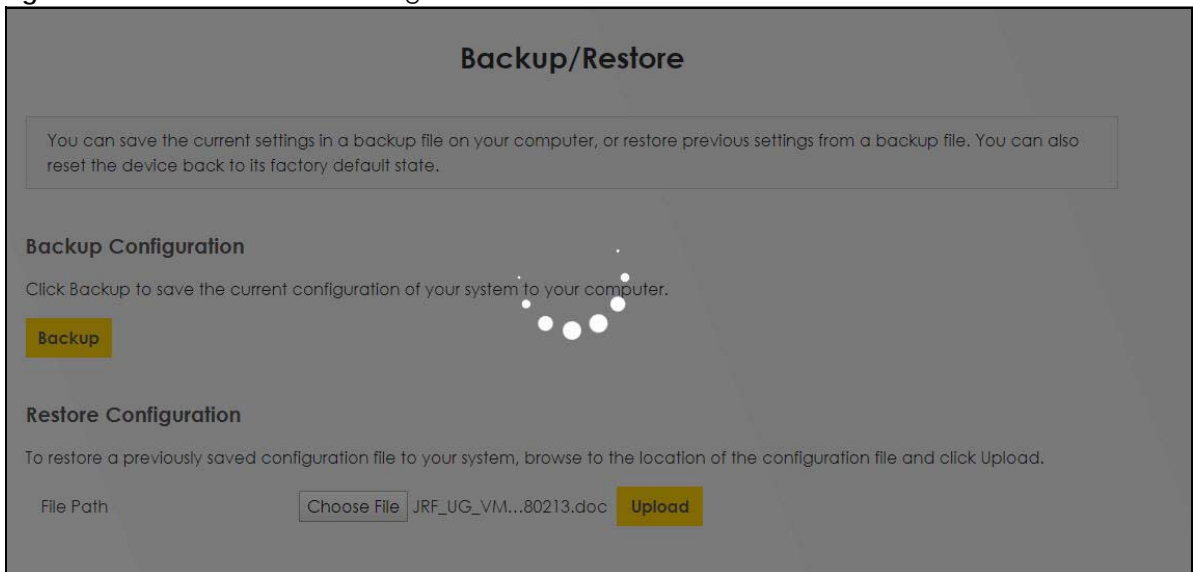 Backup/Restore
You can save the current settings in a backup file on your computer, or restore previous settings from a backup file. You can also
reset the device back to its factory default state.
Backup Configuration
Click Backup to save the current configuration of your system to your computer.
Backup
Restore Configuration
To restore a previously saved configuration file to your system, browse to the location of the configuration file and click Upload.
File Path Choose File JRF_UG_VM...80213.doc Upload